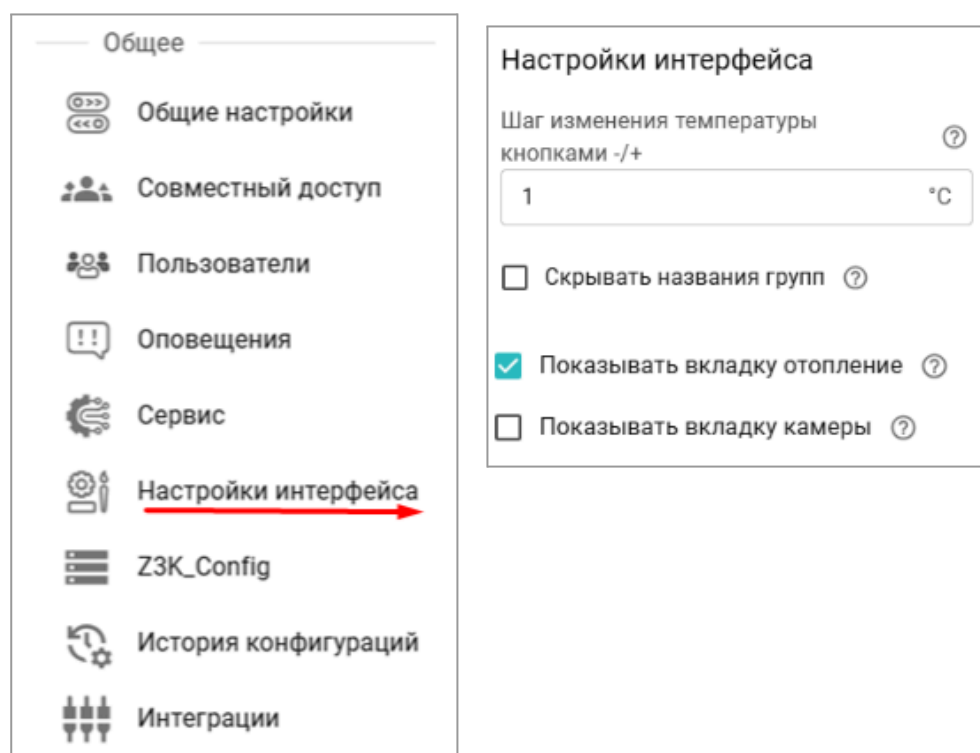 Общее
Общие настройки
Совместный доступ
Пользователи
Оповещения
Сервис
Настройки интерфейса
Z3K_Config
История конфигураций
Интеграции
Настройки интерфейса
Шаг изменения температуры
кнопками -/+
1 °C
Скрывать названия групп
Показывать вкладку отопление
Показывать вкладку камеры